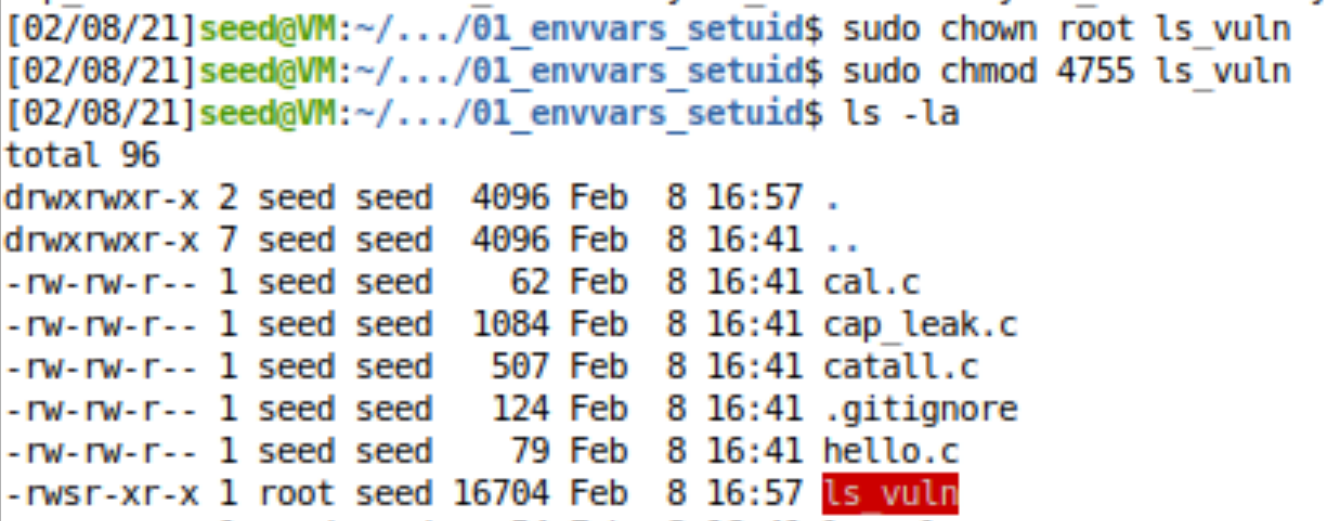 [02/08/21]seed@VM:~/.../01_envvars_setuid$ sudo chown root ls_vuln
[02/08/21]seed@VM:~/.../01_envvars_setuid$ sudo chmod 4755 ls_vuln
[02/08/21]seed@VM:~/.../01_envvars_setuid$ ls -la
total 96
drwxrwxr-x 2 seed seed  4096 Feb  8 16:57 .
drwxrwxr-x 7 seed seed  4096 Feb  8 16:41 ..
-rw-rw-r-- 1 seed seed    62 Feb  8 16:41 cal.c
-rw-rw-r-- 1 seed seed  1084 Feb  8 16:41 cap_leak.c
-rw-rw-r-- 1 seed seed   507 Feb  8 16:41 catall.c
-rw-rw-r-- 1 seed seed   124 Feb  8 16:41 .gitignore
-rw-rw-r-- 1 seed seed    79 Feb  8 16:41 hello.c
-rwsr-xr-x 1 root seed 16704 Feb  8 16:57 ls_vuln